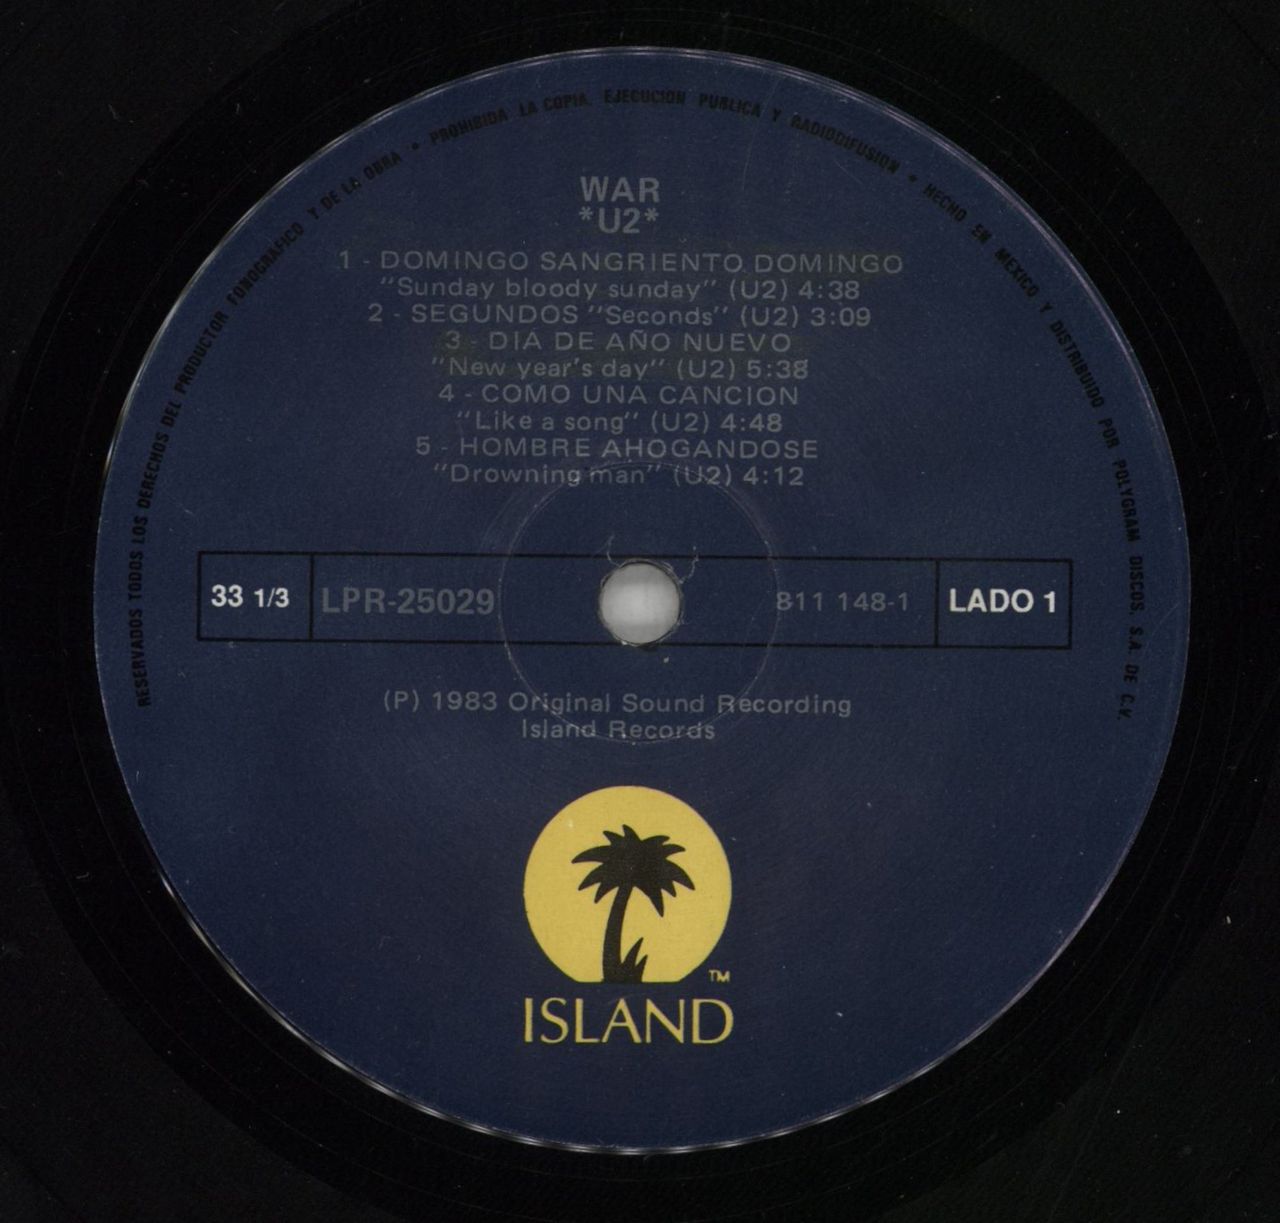 RESERVADOS TODOS LOS DERECHOS DEL PRODUCTOR FONOGRAFICO Y DE LA OBRA • PROHIBIDA LA COPIA, EJECUCION PUBLICA Y RADIODIFUSION • HECHO EN MEXICO Y DISTRIBUIDO POR POLYGRAM DISCOS, S.A. DE C.V.
WAR
*U2*
1 - DOMINGO SANGRIENTO DOMINGO
"Sunday bloody sunday" (U2) 4:38
2 - SEGUNDOS "Seconds" (U2) 3:09
3 - DIA DE AÑO NUEVO
"New year's day" (U2) 5:38
4 - COMO UNA CANCION
"Like a song" (U2) 4:48
5 - HOMBRE AHOGANDOSE
"Drowning man" (U2) 4:12
33 1/3 LPR-25029 811 148-1 LADO 1
(P) 1983 Original Sound Recording
Island Records
TM
ISLAND